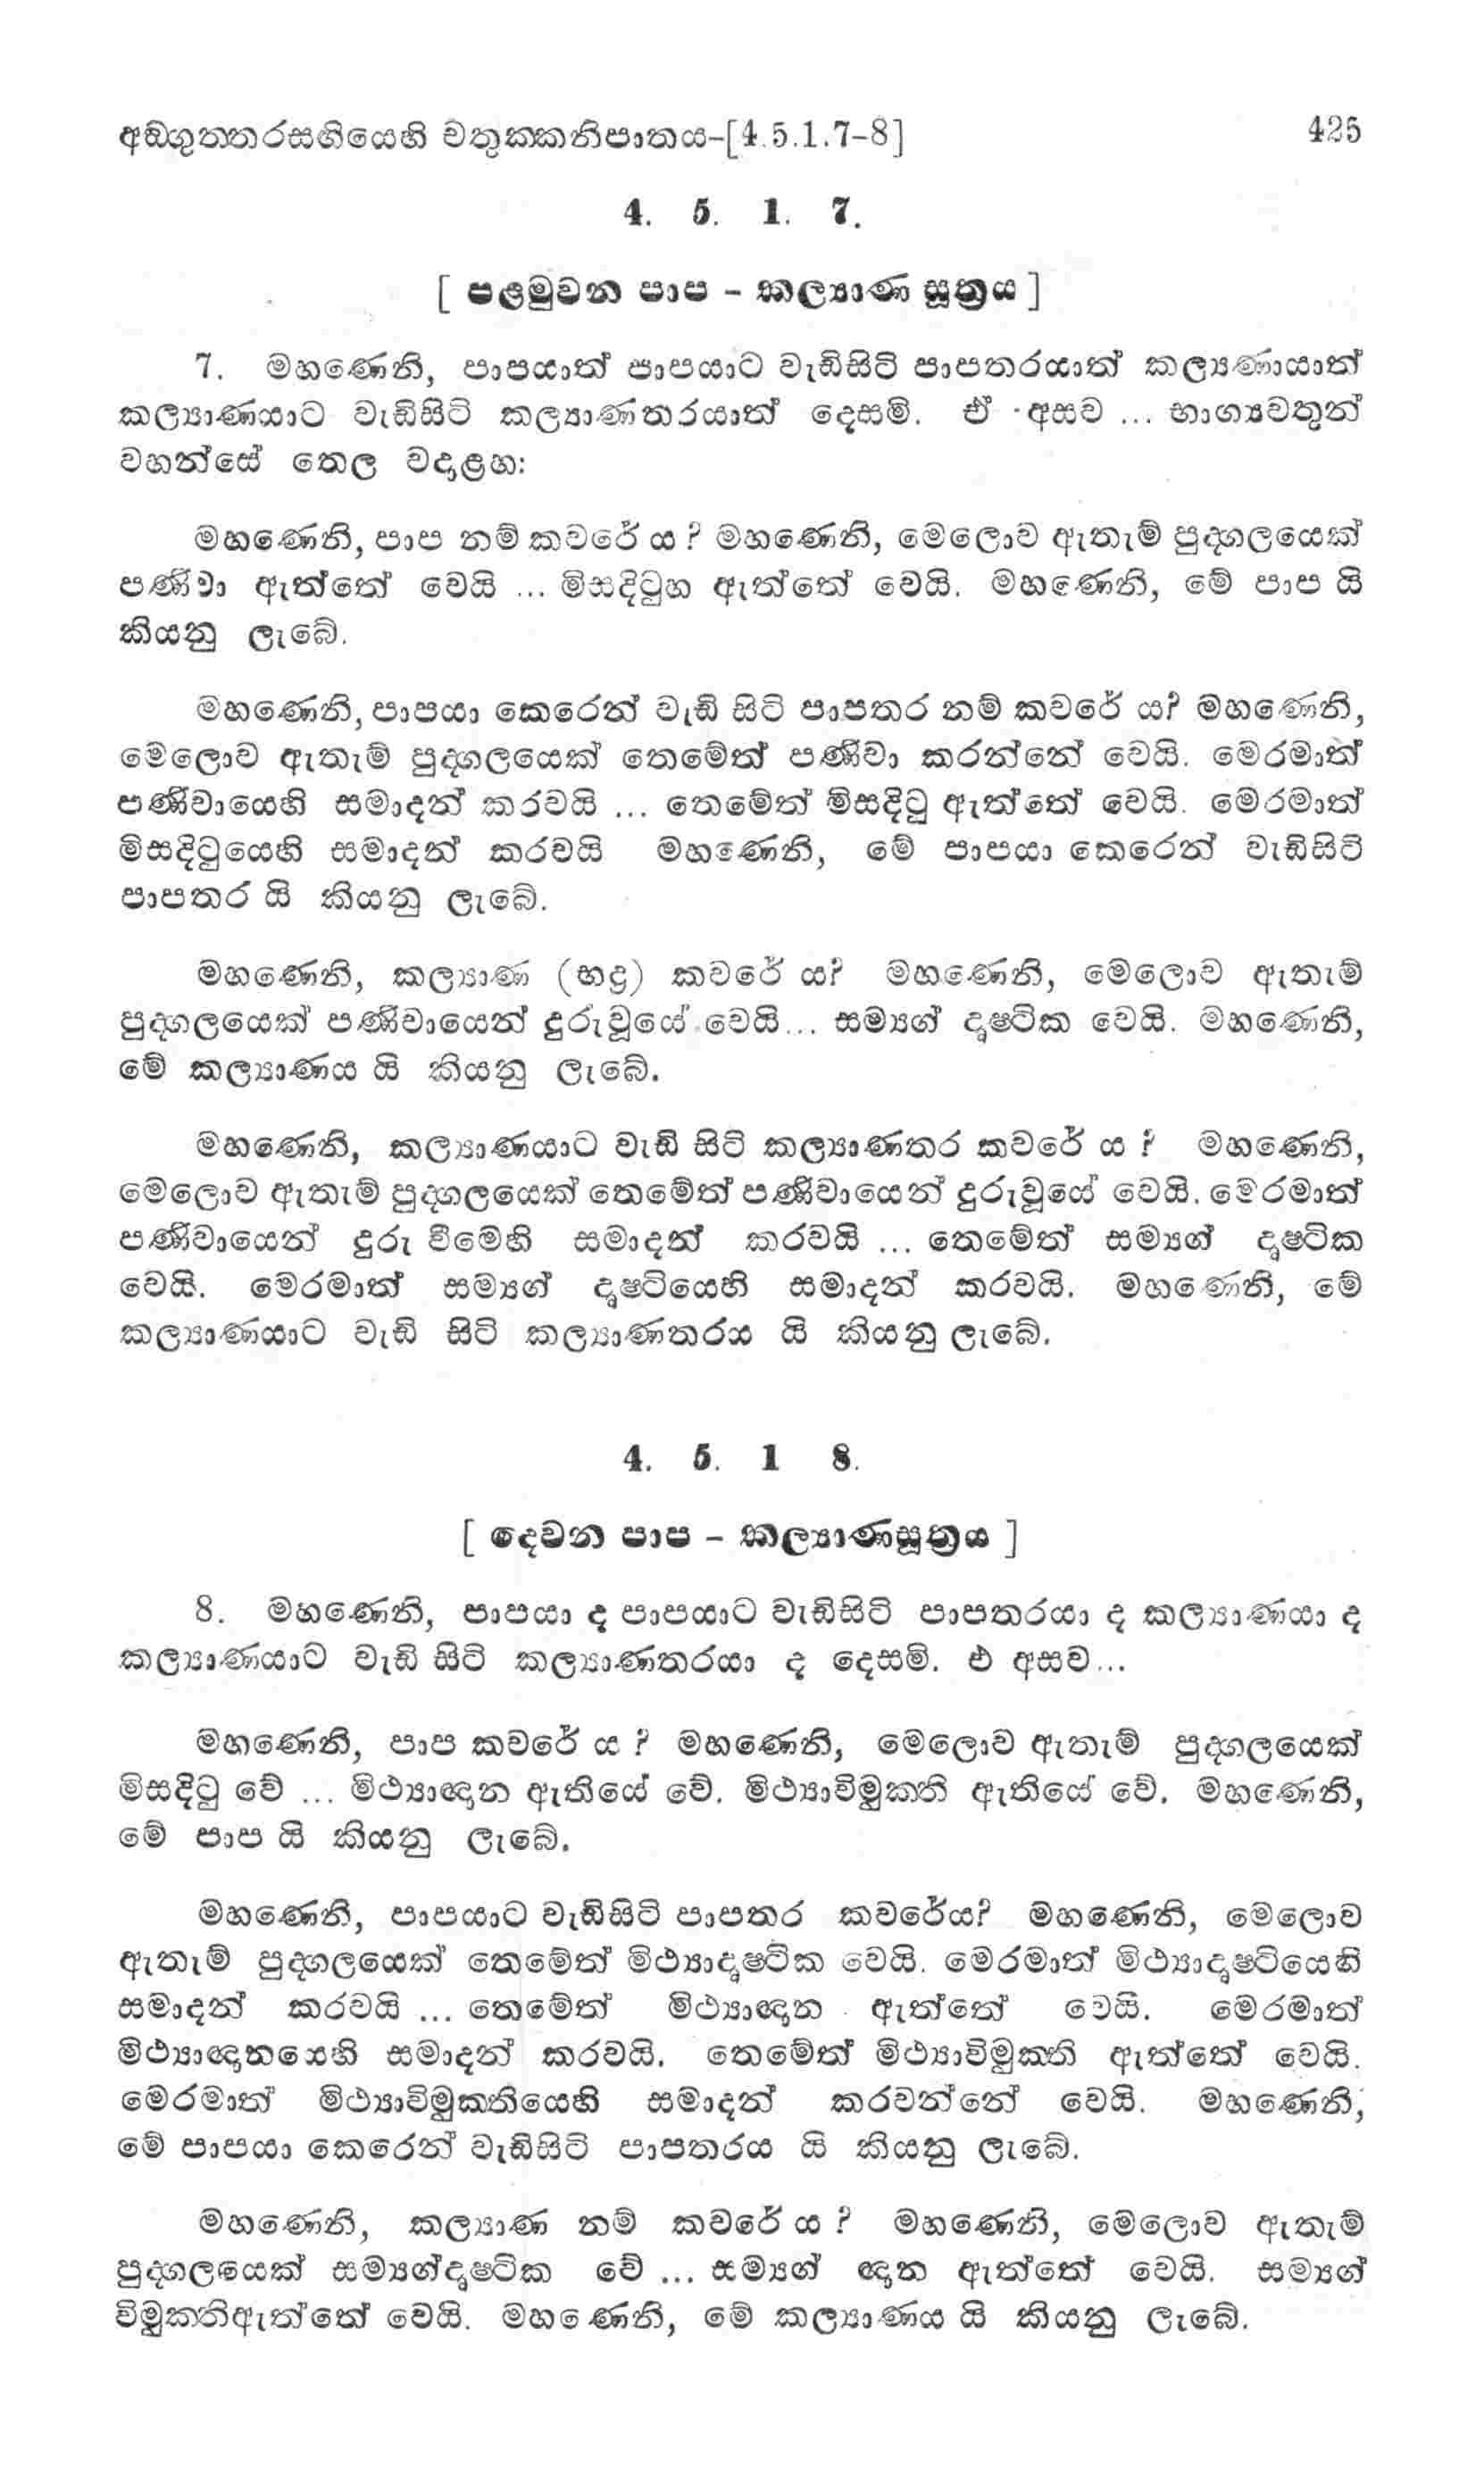 අඞ්ගුත්තරසඟියෙහි චතුක්කනිපාතය-[4.5.1.7-8] 425
4. 5. 1. 7.
[ පළමුවන පාප - කල්‍යාණ සූත්‍රය ]
7. මහණෙනි, පාපයාත් පාපයාට වැඩිසිටි පාපතරයාත් කල්‍යණායාත්
කල්‍යාණයාට වැඩිසිටි කල්‍යාණතරයාත් දෙසමි. ඒ අසව ... භාග්‍යවතුන්
වහන්සේ තෙල වදාළහ:
මහණෙනි, පාප නම් කවරේ ය? මහණෙනි, මෙලොව ඇතැම් පුද්ගලයෙක්
පණිවා ඇත්තේ වෙයි ... මිසදිටුහ ඇත්තේ වෙයි. මහණෙනි, මේ පාප යි
කියනු ලැබේ.
මහණෙනි, පාපයා කෙරෙන් වැඩි සිටි පාපතර නම් කවරේ ය? මහණෙනි,
මෙලොව ඇතැම් පුද්ගලයෙක් තෙමේත් පණිවා කරන්නේ වෙයි. මෙරමාත්
පණිවායෙහි සමාදන් කරවයි ... තෙමේත් මිසදිටු ඇත්තේ වෙයි. මෙරමාත්
මිසදිටුයෙහි සමාදන් කරවයි මහණෙනි, මේ පාපයා කෙරෙන් වැඩිසිටි
පාපතර යි කියනු ලැබේ.
මහණෙනි, කල්‍යාණ (භද්‍ර) කවරේ ය? මහණෙනි, මෙලොව ඇතැම්
පුද්ගලයෙක් පණිවායෙන් දුරුවූයේ වෙයි... සම්‍යග් දෘෂ්ටික වෙයි. මහණෙනි,
මේ කල්‍යාණය යි කියනු ලැබේ.
මහණෙනි, කල්‍යාණයාට වැඩි සිටි කල්‍යාණතර කවරේ ය ? මහණෙනි,
මෙලොව ඇතැම් පුද්ගලයෙක් තෙමේත් පණිවායෙන් දුරුවූයේ වෙයි. මෙරමාත්
පණිවායෙන් දුරු වීමෙහි සමාදන් කරවයි ... තෙමේත් සම්‍යග් දෘෂ්ටික
වෙයි. මෙරමාත් සම්‍යග් දෘෂ්ටියෙහි සමාදන් කරවයි. මහණෙනි, මේ
කල්‍යාණයාට වැඩි සිටි කල්‍යාණතරය යි කියනු ලැබේ.
4. 5. 1 8.
[ දෙවන පාප - කල්‍යාණසූත්‍රය ]
8. මහණෙනි, පාපයා ද පාපයාට වැඩිසිටි පාපතරයා ද කල්‍යාණයා ද
කල්‍යාණයාට වැඩි සිටි කල්‍යාණතරයා ද දෙසමි. එ අසව...
මහණෙනි, පාප කවරේ ය ? මහණෙනි, මෙලොව ඇතැම් පුද්ගලයෙක්
මිසදිටු වේ ... මිථ්‍යාඥාන ඇතියේ වේ. මිථ්‍යාවිමුක්ති ඇතියේ වේ. මහණෙනි,
මේ පාප යි කියනු ලැබේ.
මහණෙනි, පාපයාට වැඩිසිටි පාපතර කවරේය? මහණෙනි, මෙලොව
ඇතැම් පුද්ගලයෙක් තෙමේත් මිථ්‍යාදෘෂ්ටික වෙයි. මෙරමාත් මිථ්‍යාදෘෂ්ටියෙහි
සමාදන් කරවයි ... තෙමේත් මිථ්‍යාඥාන ඇත්තේ වෙයි. මෙරමාත්
මිථ්‍යාඥානයෙහි සමාදන් කරවයි. තෙමේත් මිථ්‍යාවිමුක්ති ඇත්තේ වෙයි.
මෙරමාත් මිථ්‍යාවිමුක්තියෙහි සමාදන් කරවන්නේ වෙයි. මහණෙනි,
මේ පාපයා කෙරෙන් වැඩිසිටි පාපතරය යි කියනු ලැබේ.
මහණෙනි, කල්‍යාණ නම් කවරේ ය ? මහණෙනි, මෙලොව ඇතැම්
පුද්ගලයෙක් සම්‍යග්දෘෂ්ටික වේ ... සම්‍යග් ඥාන ඇත්තේ වෙයි. සම්‍යග්
විමුක්තිඇත්තේ වෙයි. මහණෙනි, මේ කල්‍යාණය යි කියනු ලැබේ.